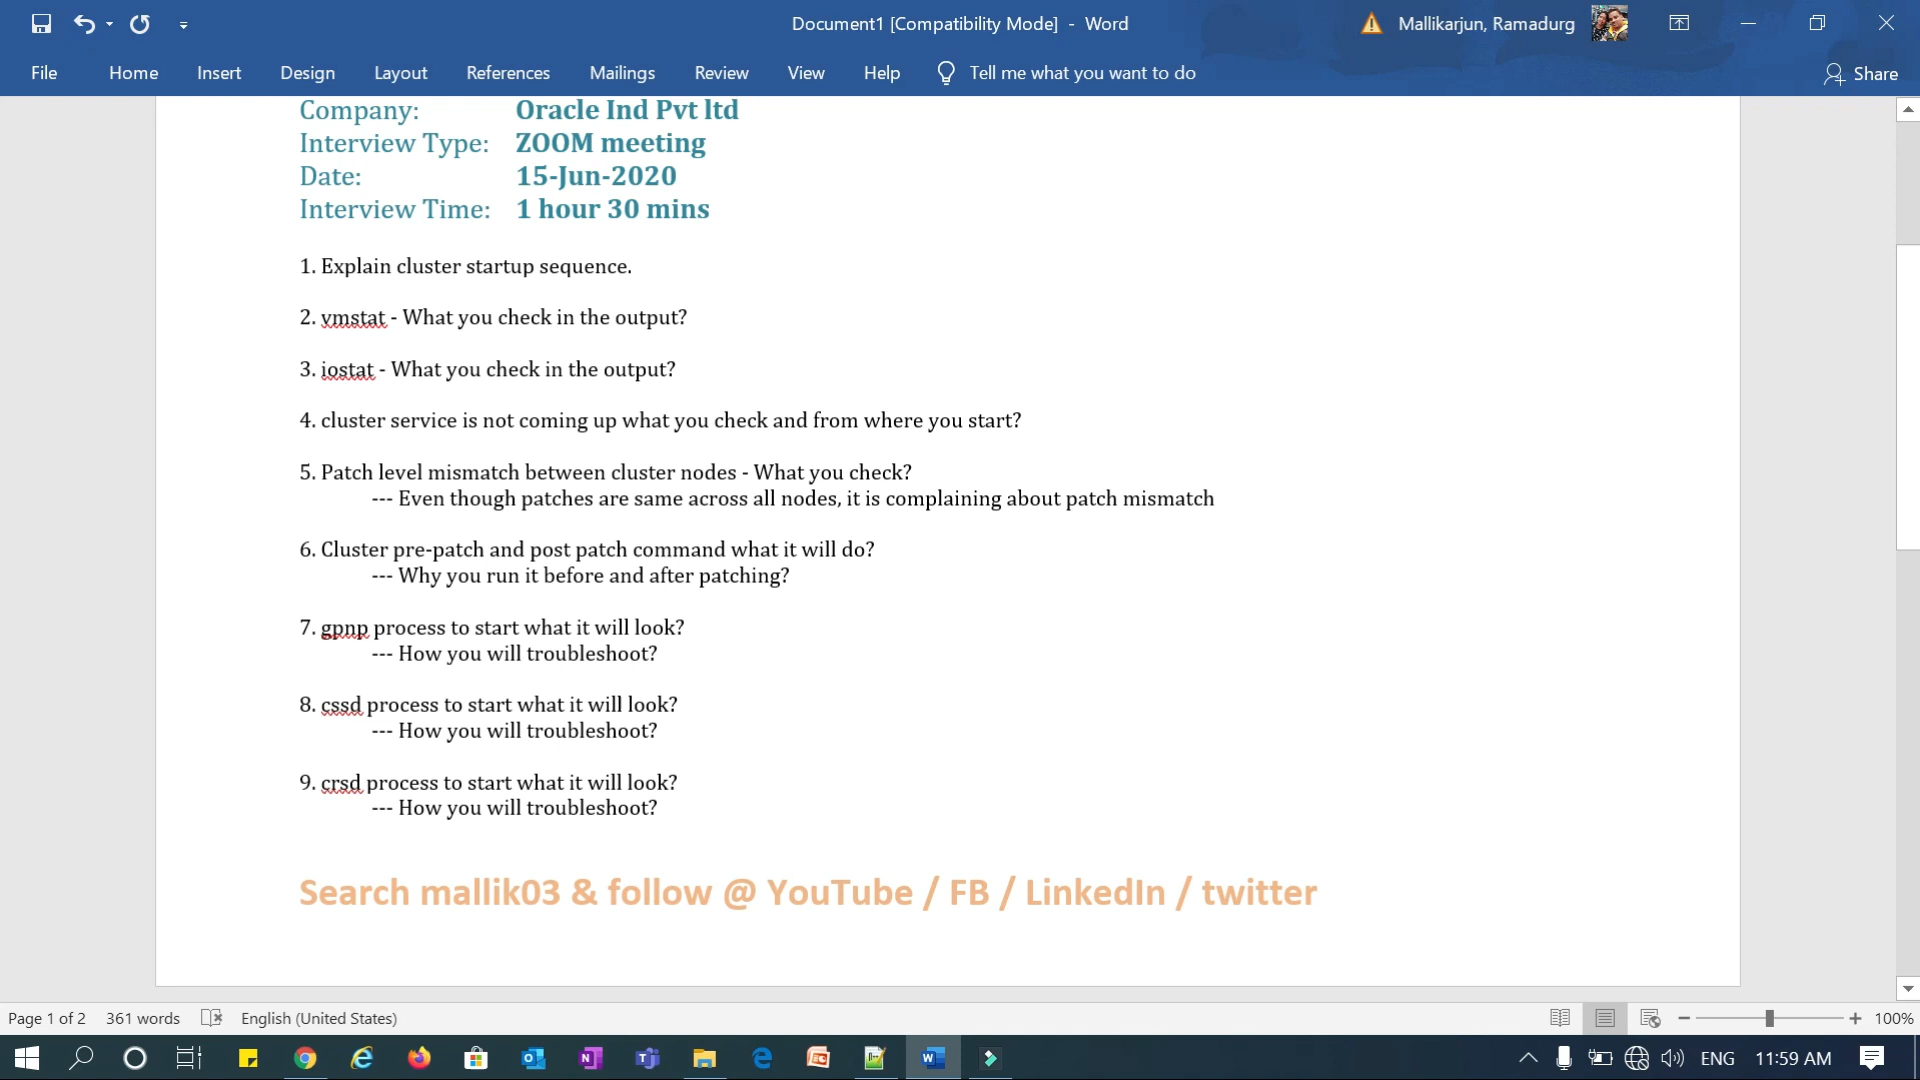 Document1 [Compatibility Mode] - Word
Mallikarjun, Ramadurg
File Home Insert Design Layout References Mailings Review View Help Tell me what you want to do Share
Company: Oracle Ind Pvt ltd
Interview Type: ZOOM meeting
Date: 15-Jun-2020
Interview Time: 1 hour 30 mins
1. Explain cluster startup sequence.
2. vmstat - What you check in the output?
3. iostat - What you check in the output?
4. cluster service is not coming up what you check and from where you start?
5. Patch level mismatch between cluster nodes - What you check?
--- Even though patches are same across all nodes, it is complaining about patch mismatch
6. Cluster pre-patch and post patch command what it will do?
--- Why you run it before and after patching?
7. gpnp process to start what it will look?
--- How you will troubleshoot?
8. cssd process to start what it will look?
--- How you will troubleshoot?
9. crsd process to start what it will look?
--- How you will troubleshoot?
Search mallik03 & follow @ YouTube / FB / LinkedIn / twitter
Page 1 of 2 361 words English (United States) 100%
ENG 11:59 AM